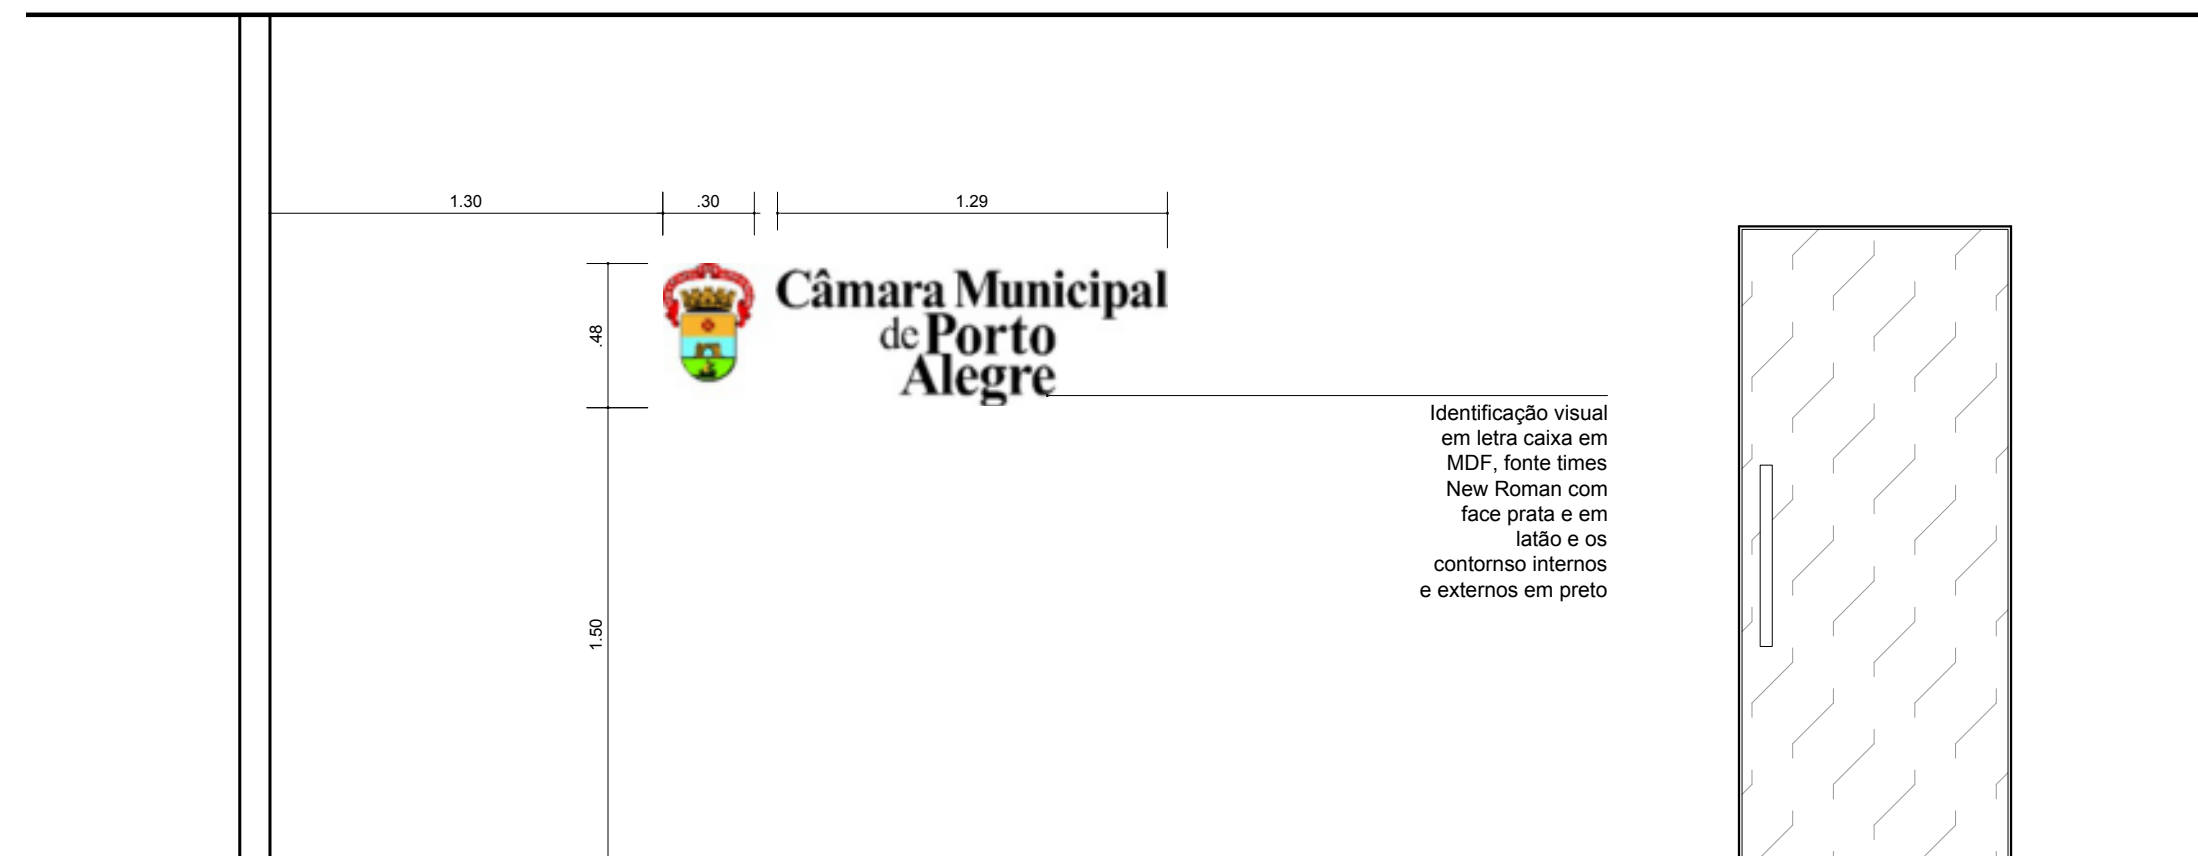 1.30
.30
1.29
.48
Câmara Municipal
de Porto
Alegre
Identificação visual
em letra caixa em
MDF, fonte times
New Roman com
face prata e em
latão e os
contornso internos
e externos em preto
1.50